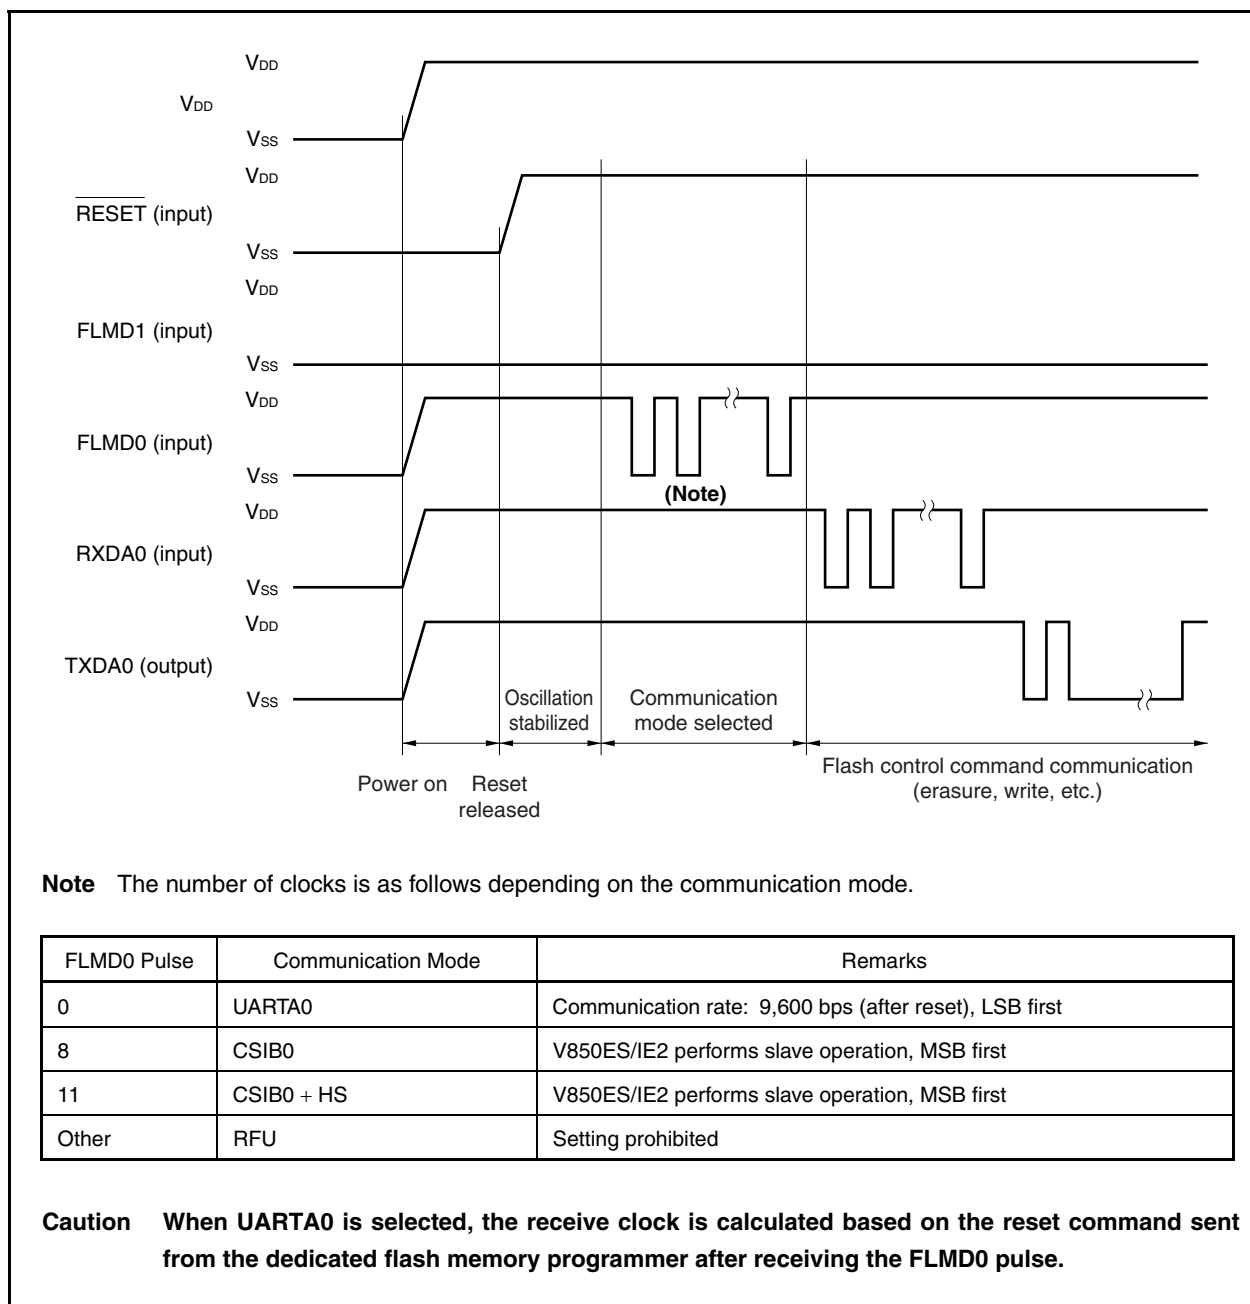 VDD
VDD
VSS
VDD
RESET (input)
VSS
VDD
FLMD1 (input)
VSS
VDD
FLMD0 (input)
VSS
(Note)
VDD
RXDA0 (input)
VSS
VDD
TXDA0 (output)
VSS
Oscillation
stabilized
Communication
mode selected
Power on
Reset
released
Flash control command communication
(erasure, write, etc.)
Note The number of clocks is as follows depending on the communication mode.
FLMD0 Pulse Communication Mode Remarks
0 UARTA0 Communication rate: 9,600 bps (after reset), LSB first
8 CSIB0 V850ES/IE2 performs slave operation, MSB first
11 CSIB0 + HS V850ES/IE2 performs slave operation, MSB first
Other RFU Setting prohibited
Caution When UARTA0 is selected, the receive clock is calculated based on the reset command sent
from the dedicated flash memory programmer after receiving the FLMD0 pulse.